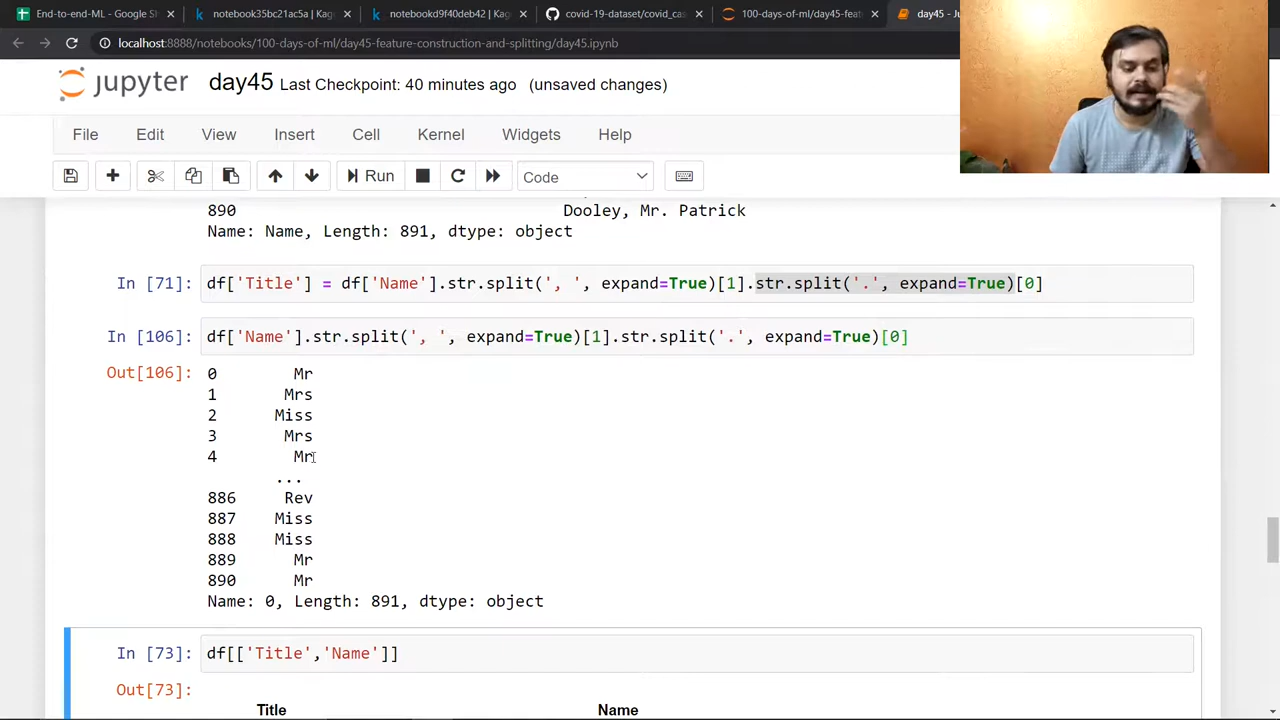 End-to-end-ML - Google Sh
notebook35bc21ac5a | Kag
notebookd9f40deb42 | Kag
covid-19-dataset/covid_cas
100-days-of-ml/day45-feat
day45 - Ju
localhost:8888/notebooks/100-days-of-ml/day45-feature-construction-and-splitting/day45.ipynb
jupyter day45 Last Checkpoint: 40 minutes ago (unsaved changes)
File Edit View Insert Cell Kernel Widgets Help
Run Code
890 Dooley, Mr. Patrick
Name: Name, Length: 891, dtype: object
In [71]: df['Title'] = df['Name'].str.split(', ', expand=True)[1].str.split('.', expand=True)[0]
In [106]: df['Name'].str.split(', ', expand=True)[1].str.split('.', expand=True)[0]
Out[106]: 0 Mr
1 Mrs
2 Miss
3 Mrs
4 Mr
...
886 Rev
887 Miss
888 Miss
889 Mr
890 Mr
Name: 0, Length: 891, dtype: object
In [73]: df[['Title','Name']]
Out[73]:
Title Name